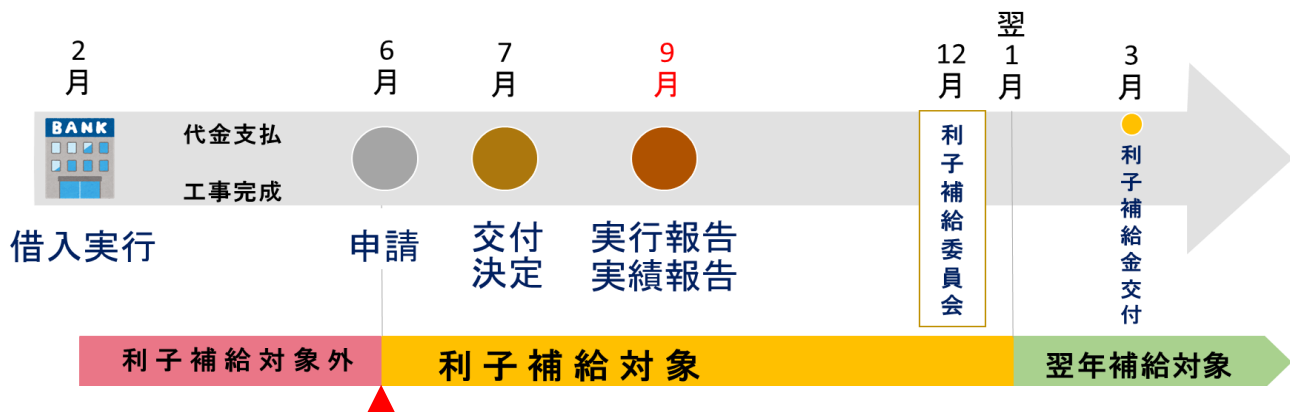 2月
6月
7月
9月
12月
翌1月
3月
BANK
代金支払
工事完成
借入実行
申請
交付
決定
実行報告
実績報告
利子補給委員会
利子補給金交付
利子補給対象外
利子補給対象
翌年補給対象